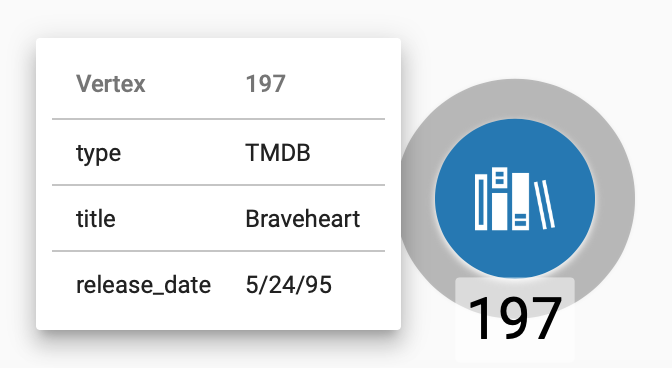 Vertex 197
type TMDB
title Braveheart
release_date 5/24/95
197